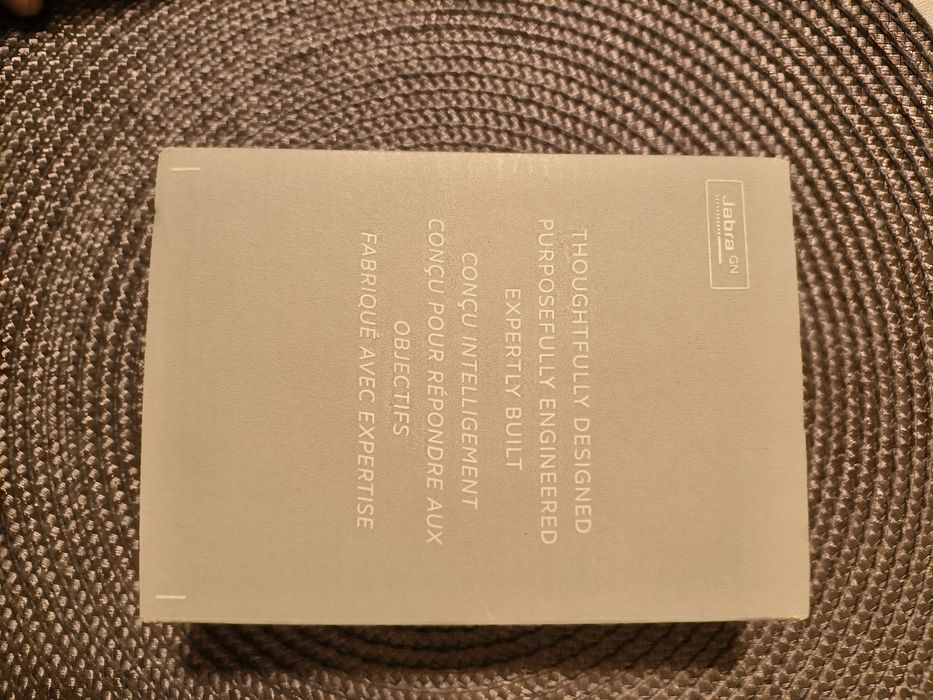 Jabra GN
THOUGHTFULLY DESIGNED
PURPOSEFULLY ENGINEERED
EXPERTLY BUILT
CONÇU INTELLIGEMENT
CONÇU POUR RÉPONDRE AUX
OBJECTIFS
FABRIQUÉ AVEC EXPERTISE